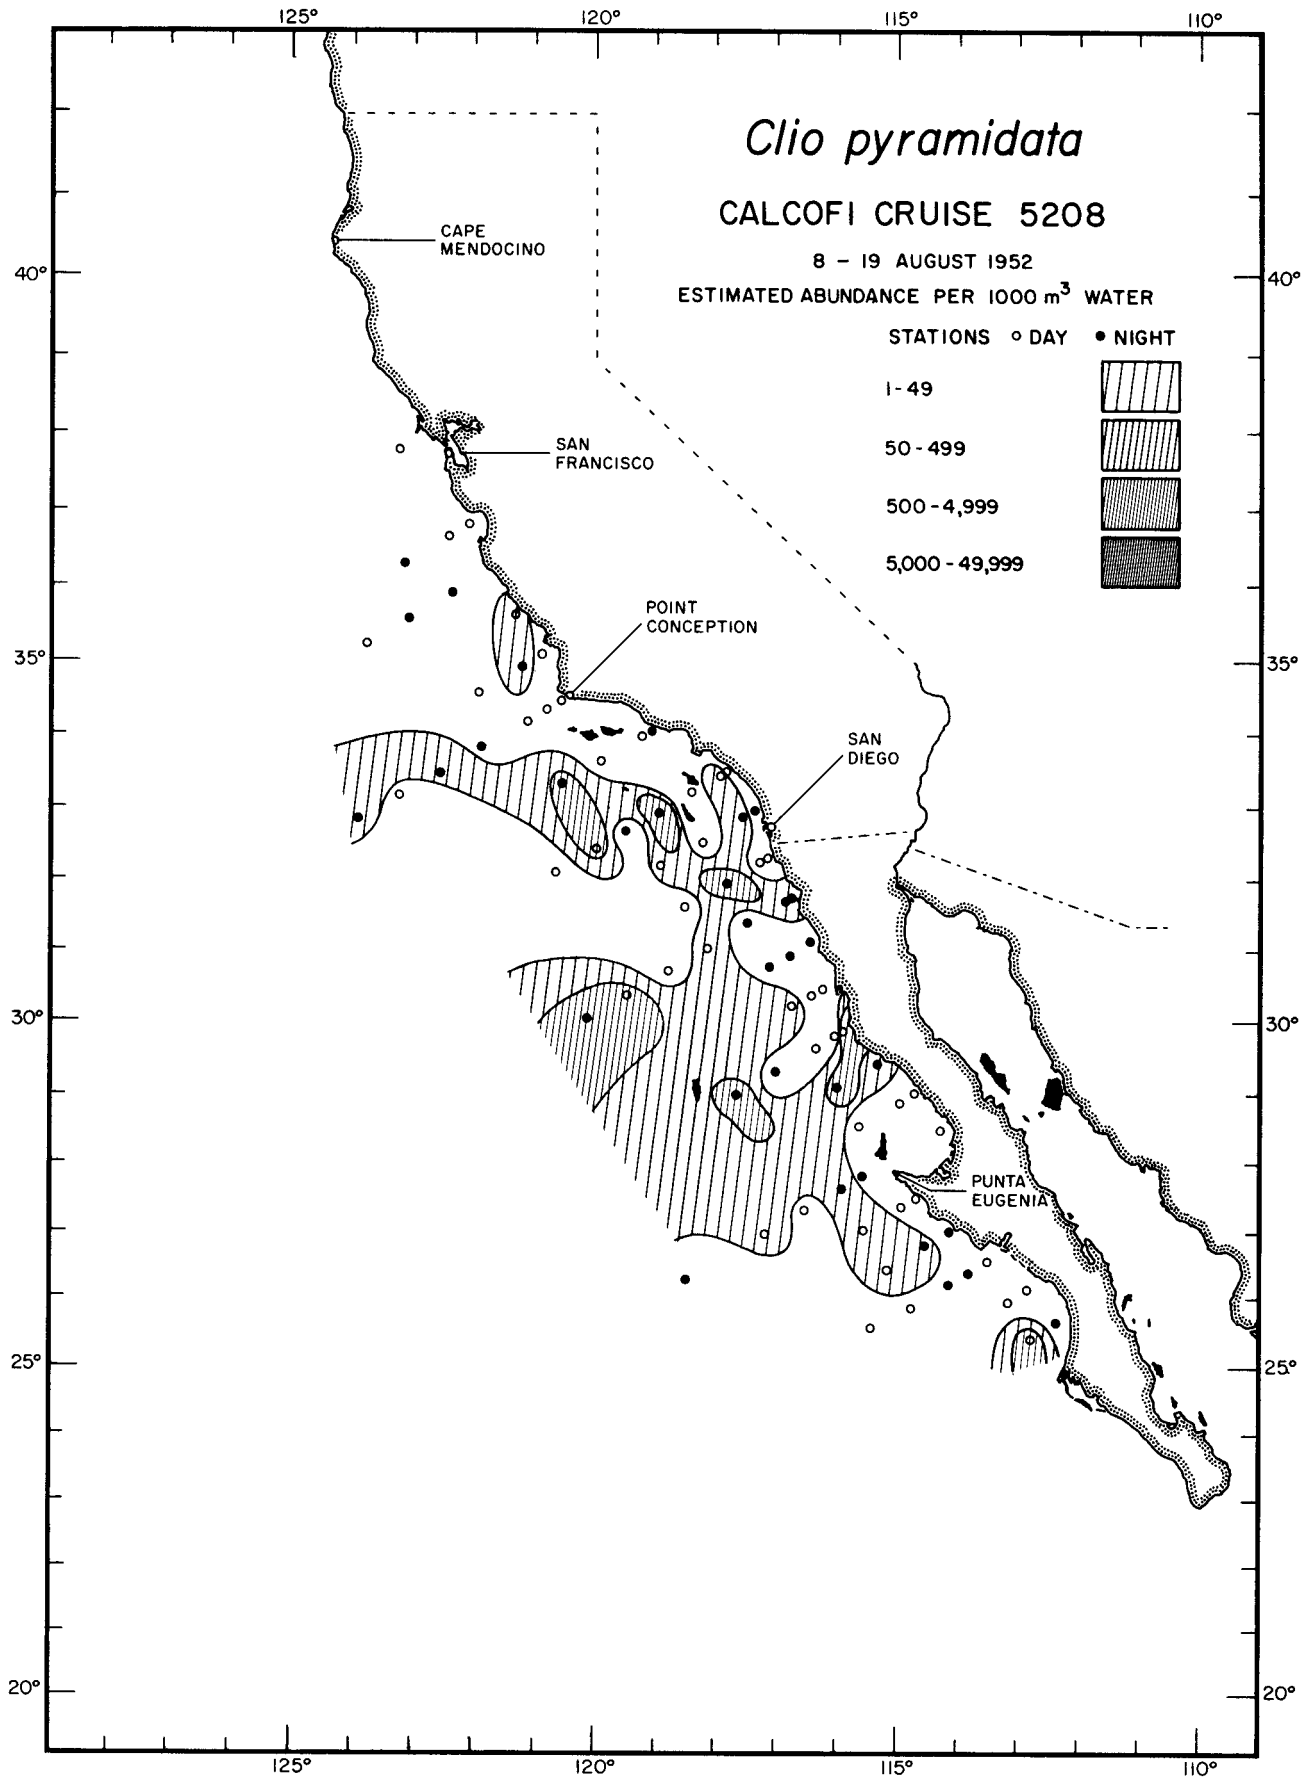 125° 120° 115° 110°
Clio pyramidata
CALCOFI CRUISE 5208
8 – 19 AUGUST 1952
ESTIMATED ABUNDANCE PER 1000 m³ WATER
STATIONS ○ DAY ● NIGHT
1-49
50-499
500-4,999
5,000-49,999
CAPE
MENDOCINO
40° 40°
SAN
FRANCISCO
POINT
CONCEPTION
35° 35°
SAN
DIEGO
30° 30°
PUNTA
EUGENIA
25° 25°
20° 20°
125° 120° 115° 110°